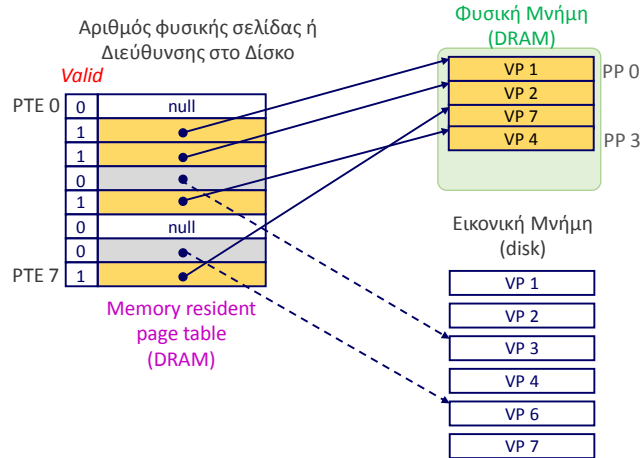 Αριθμός φυσικής σελίδας ή
Διεύθυνσης στο Δίσκο
Valid
PTE 0
0
null
1
1
0
1
0
null
0
PTE 7
1
Memory resident
page table
(DRAM)
Φυσική Μνήμη
(DRAM)
VP 1
PP 0
VP 2
VP 7
VP 4
PP 3
Εικονική Μνήμη
(disk)
VP 1
VP 2
VP 3
VP 4
VP 6
VP 7